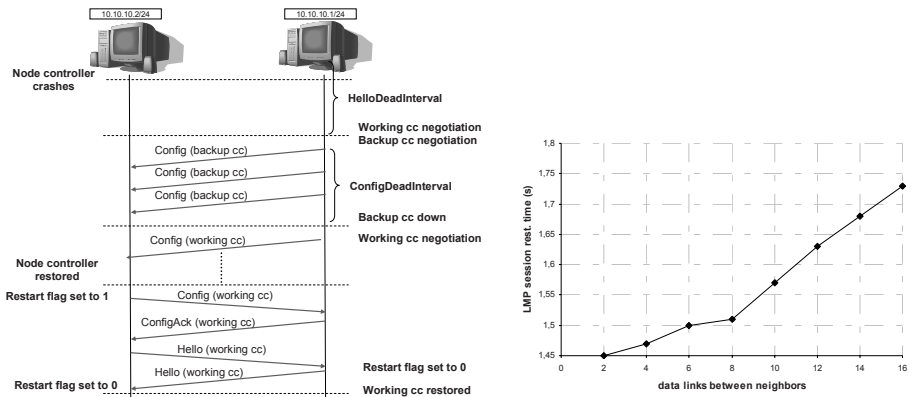 10.10.10.2/24
10.10.10.1/24
Node controller
crashes
HelloDeadInterval
Working cc negotiation
Backup cc negotiation
Config (backup cc)
Config (backup cc)
Config (backup cc)
ConfigDeadInterval
Backup cc down
Config (working cc)
Working cc negotiation
Node controller
restored
Restart flag set to 1
Config (working cc)
ConfigAck (working cc)
Hello (working cc)
Restart flag set to 0
Hello (working cc)
Restart flag set to 0
Working cc restored
LMP session rest. time (s)
1,8
1,75
1,7
1,65
1,6
1,55
1,5
1,45
0 2 4 6 8 10 12 14 16
data links between neighbors